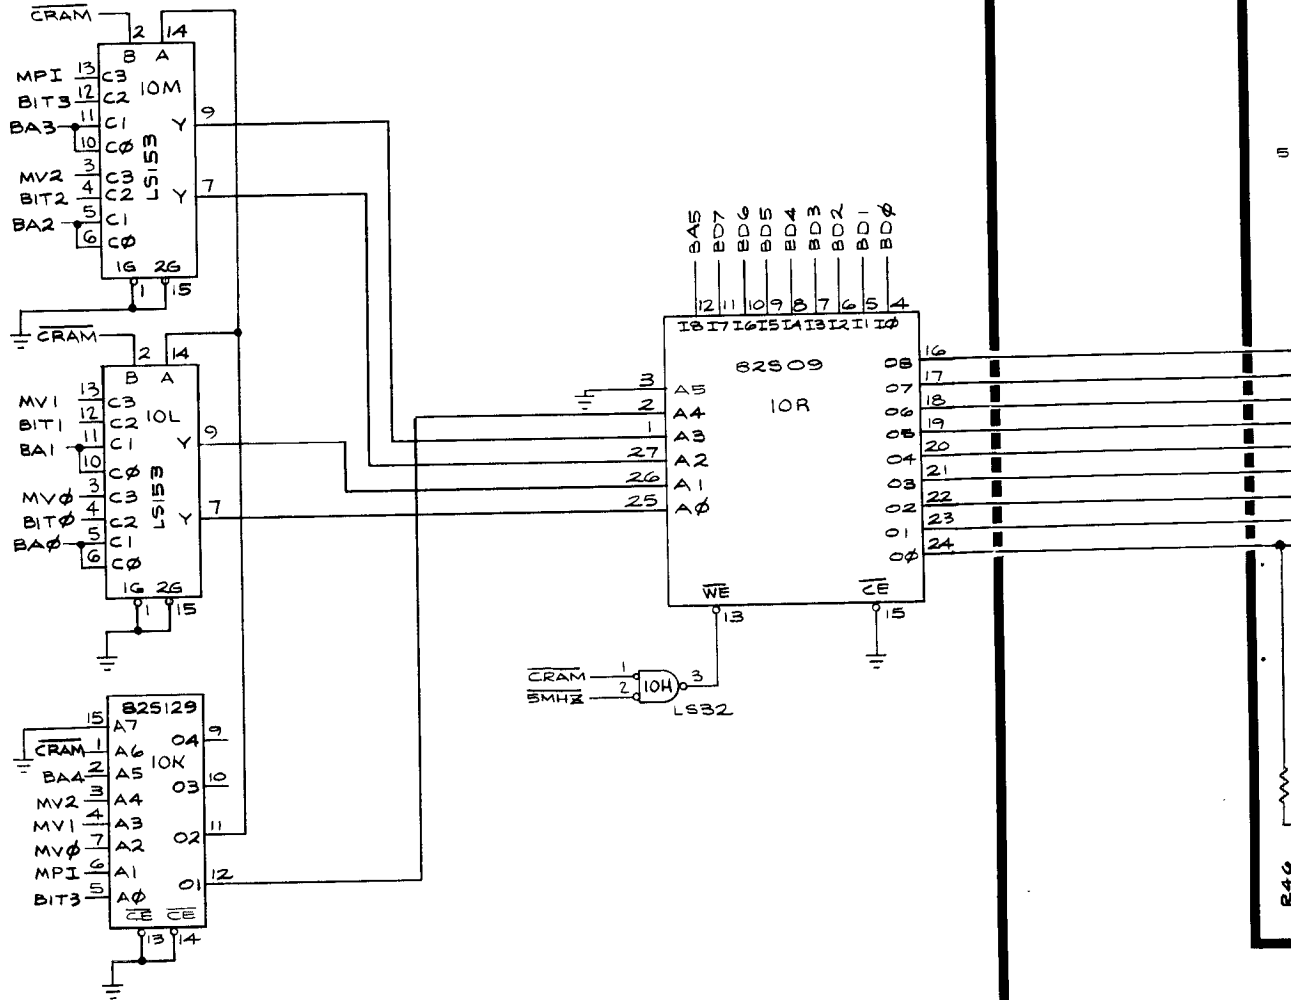 CRAM
2 14
B A
MPI 13 C3
10M
BIT3 12 C2
9
BA3 11 C1 Y
10 CØ
LS153
MV2 3 C3
7
BIT2 4 C2 Y
BA2 5 C1
6 CØ
1G 2G
1 15
CRAM
2 14
B A
MV1 13 C3
10L
BIT1 12 C2
9
BA1 11 C1 Y
10 CØ
LS153
MVØ 3 C3
7
BITØ 4 C2 Y
BAØ 5 C1
6 CØ
1G 2G
1 15
82S129
10K
15 A7
CRAM 1 A6
BA4 2 A5
MV2 3 A4
MV1 4 A3
MVØ 7 A2
MPI 6 A1
BIT3 5 AØ
O4 9
O3 10
O2 11
O1 12
CE CE
13 14
BA5 BD7 BD6 BD5 BD4 BD3 BD2 BD1 BDØ
12 11 10 9 8 7 6 5 4
I8 I7 I6 I5 I4 I3 I2 I1 IØ
82S09
10R
3 A5
2 A4
1 A3
27 A2
26 A1
25 AØ
O8 16
O7 17
O6 18
O5 19
O4 20
O3 21
O2 22
O1 23
OØ 24
WE CE
13 15
CRAM 1
5MHZ 2
10H 3
LS32
5
R46